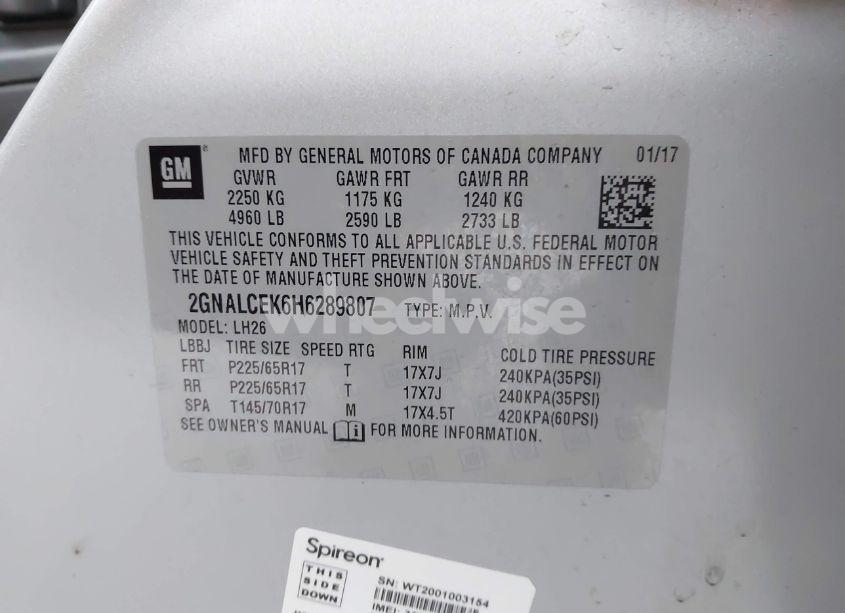 GM
MFD BY GENERAL MOTORS OF CANADA COMPANY 01/17
GVWR GAWR FRT GAWR RR
2250 KG 1175 KG 1240 KG
4960 LB 2590 LB 2733 LB
THIS VEHICLE CONFORMS TO ALL APPLICABLE U.S. FEDERAL MOTOR
VEHICLE SAFETY AND THEFT PREVENTION STANDARDS IN EFFECT ON
THE DATE OF MANUFACTURE SHOWN ABOVE.
2GNALCEK6H6289807 TYPE: M.P.V.
wheelwise
MODEL: LH26
LBBJ TIRE SIZE SPEED RTG RIM COLD TIRE PRESSURE
FRT P225/65R17 T 17X7J 240KPA(35PSI)
RR P225/65R17 T 17X7J 240KPA(35PSI)
SPA T145/70R17 M 17X4.5T 420KPA(60PSI)
SEE OWNER'S MANUAL FOR MORE INFORMATION.
Spireon
THIS
SIDE
DOWN
SN: WT2001003154
IMEI: